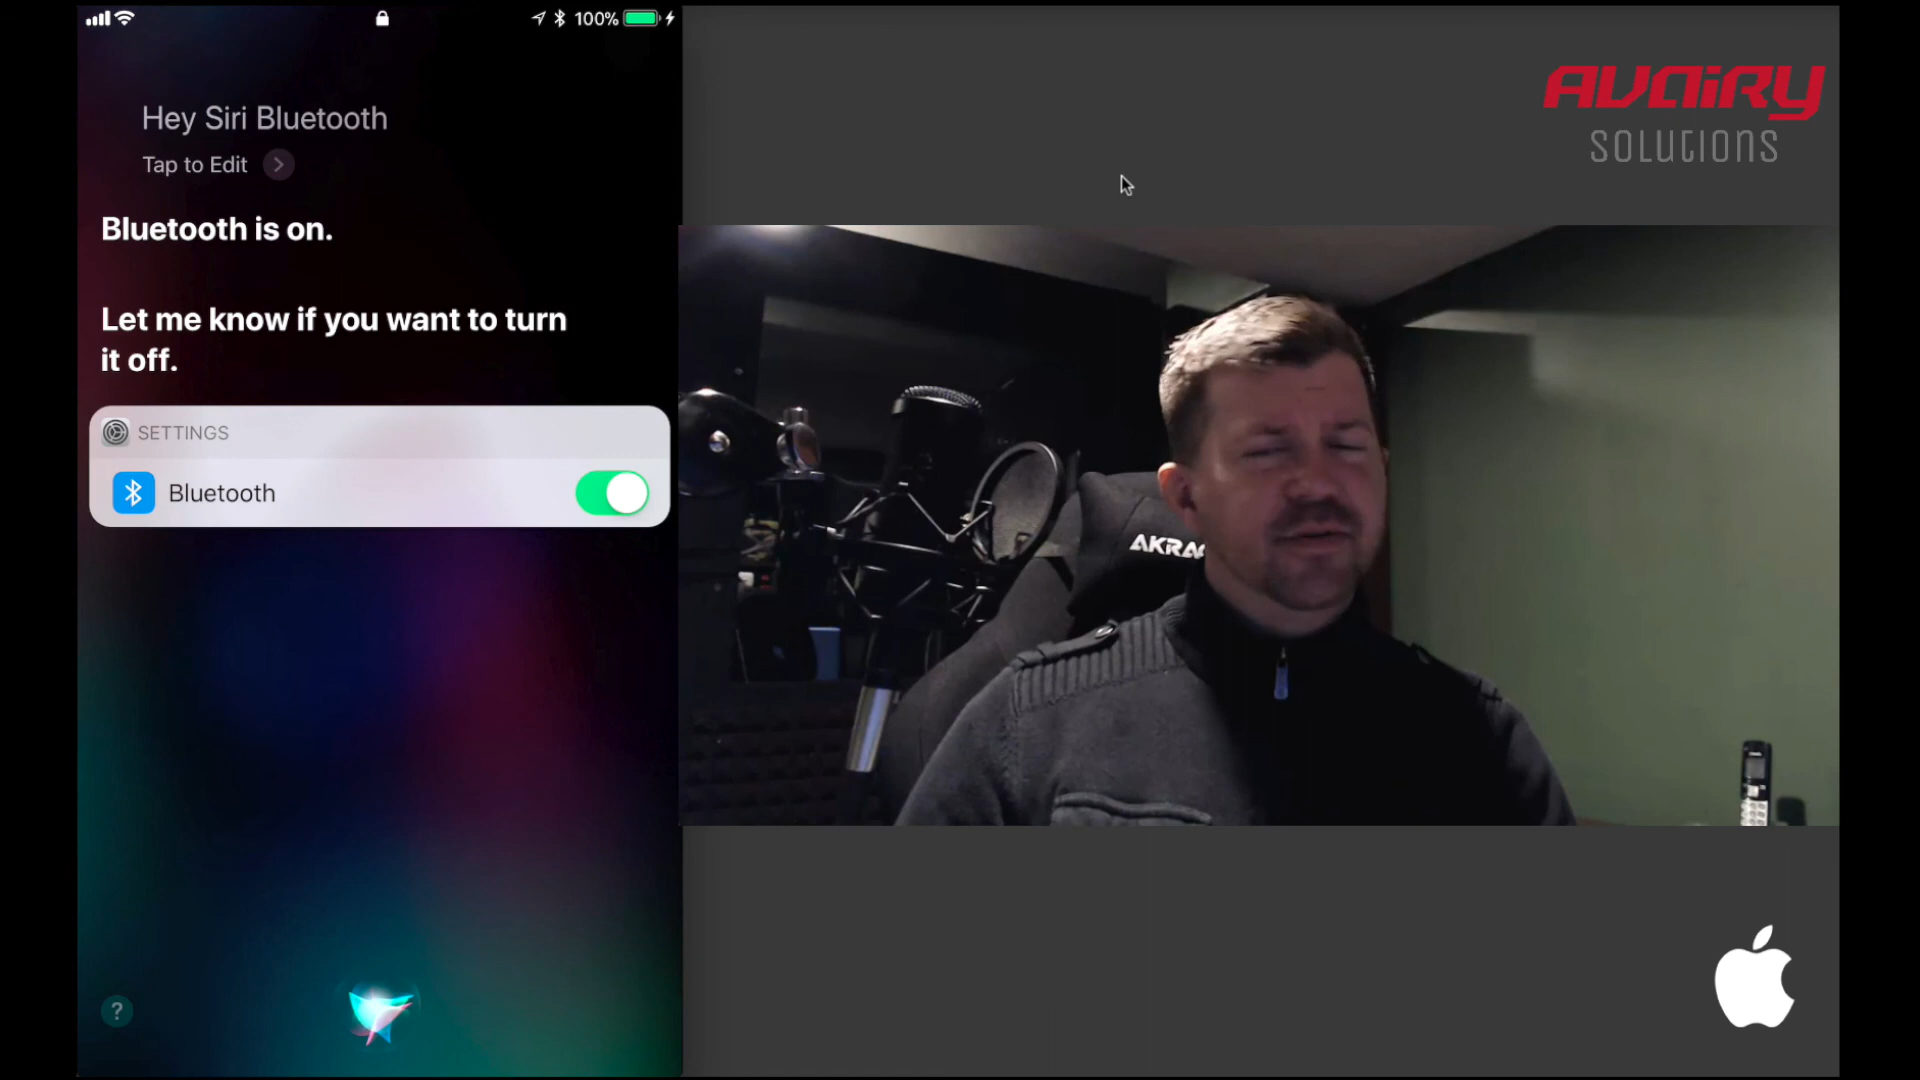 100%
Hey Siri Bluetooth
Tap to Edit
Bluetooth is on.
Let me know if you want to turn
it off.
SETTINGS
Bluetooth
?
AVAIRY
SOLUTIONS
AKRA